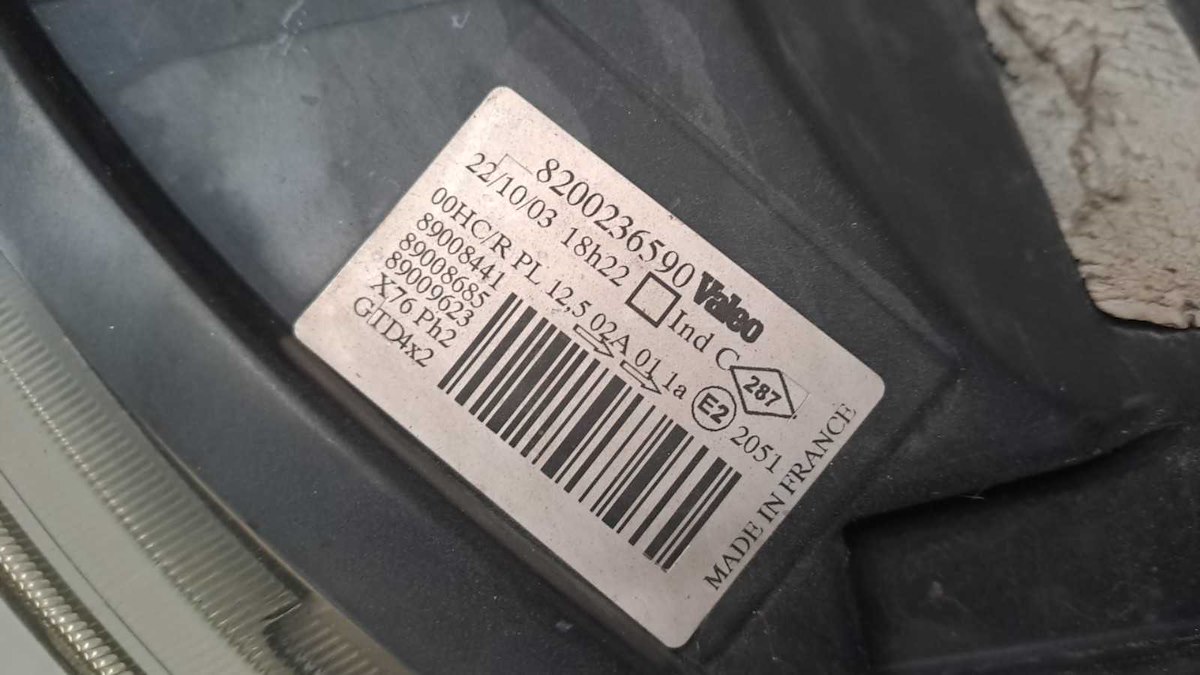 8200236590 Valeo
22/10/03 18h22 Ind C 287
00HC/R PL 12,5 02A 01 1a E2 2051
89008441
89008685
89009623
X76 Ph2
GTD4x2
MADE IN FRANCE